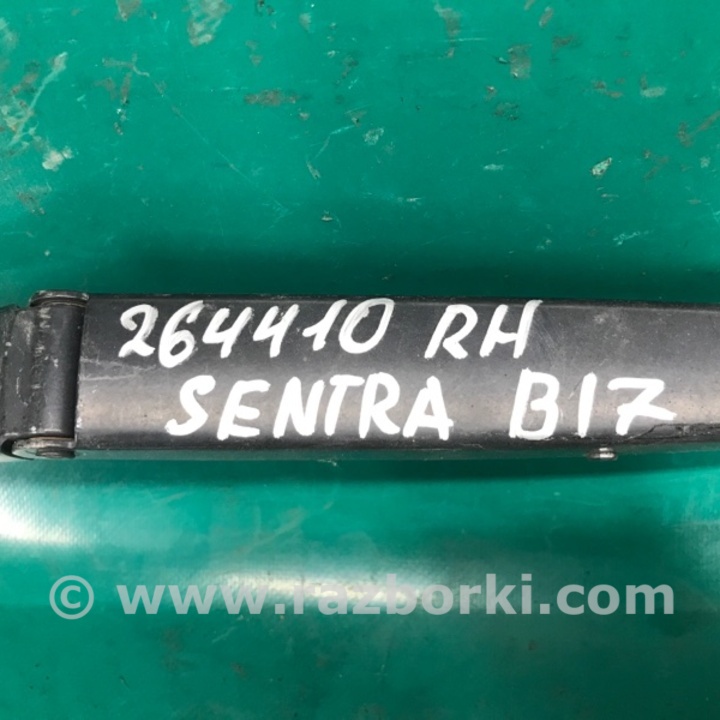 264410 RH
SENTRA B17
© www.razborki.com